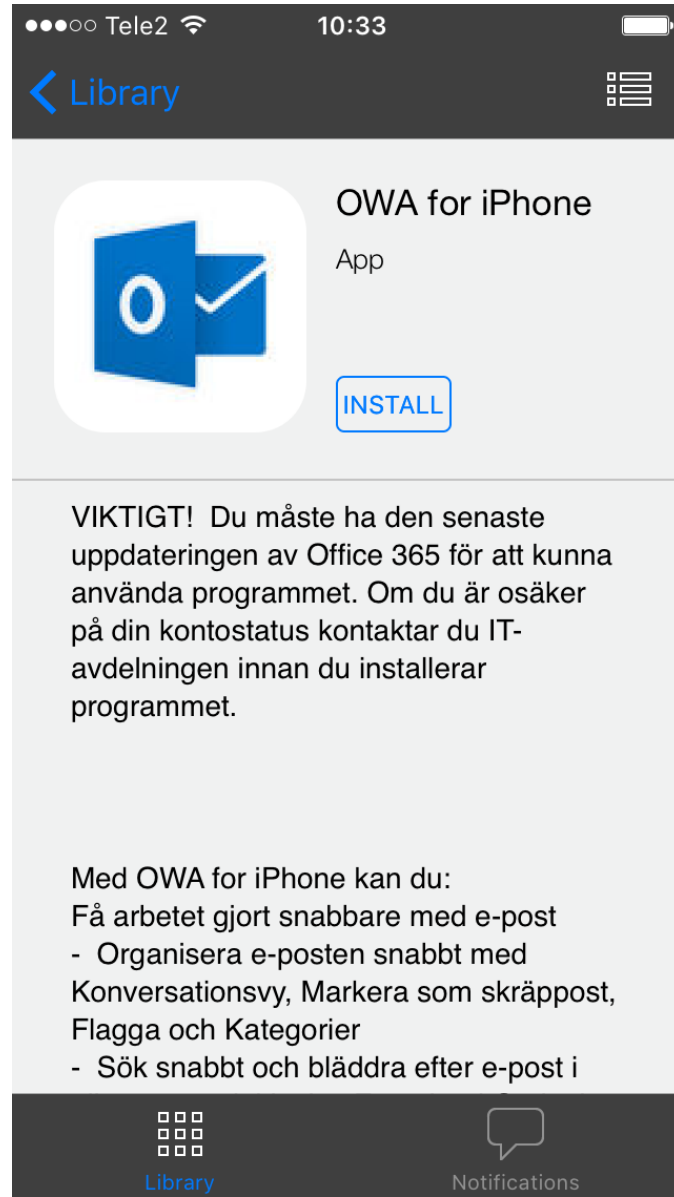 Tele2 10:33
Library
OWA for iPhone
App
INSTALL
VIKTIGT!  Du måste ha den senaste
uppdateringen av Office 365 för att kunna
använda programmet. Om du är osäker
på din kontostatus kontaktar du IT-
avdelningen innan du installerar
programmet.
Med OWA for iPhone kan du:
Få arbetet gjort snabbare med e-post
-  Organisera e-posten snabbt med
Konversationsvy, Markera som skräppost,
Flagga och Kategorier
-  Sök snabbt och bläddra efter e-post i
Library Notifications